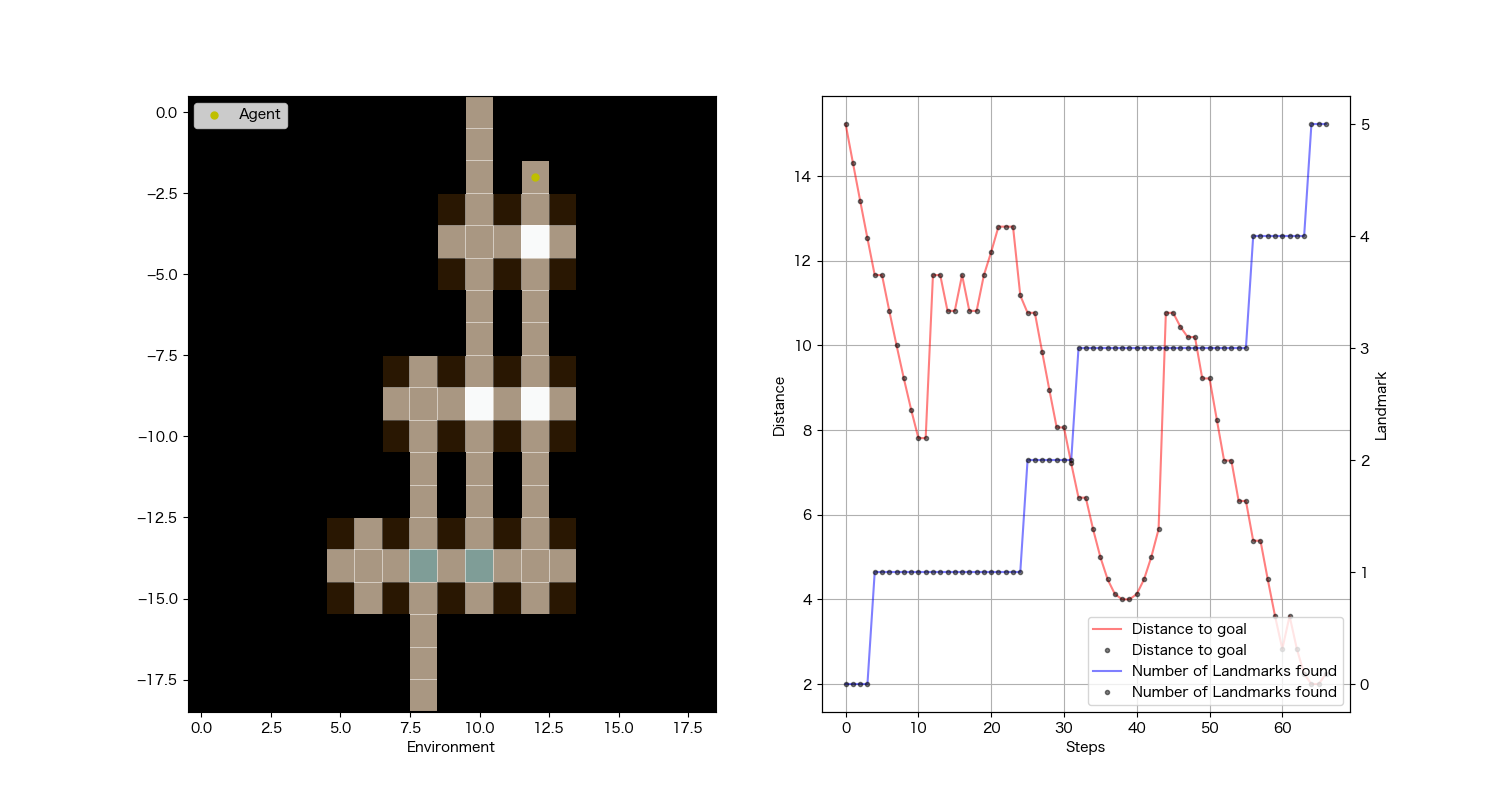 Agent
0.0
−2.5
−5.0
−7.5
−10.0
−12.5
−15.0
−17.5
0.0 2.5 5.0 7.5 10.0 12.5 15.0 17.5
Environment
Distance
14
12
10
8
6
4
2
5
4
3
2
1
0
Landmark
Distance to goal
Distance to goal
Number of Landmarks found
Number of Landmarks found
0 10 20 30 40 50 60
Steps